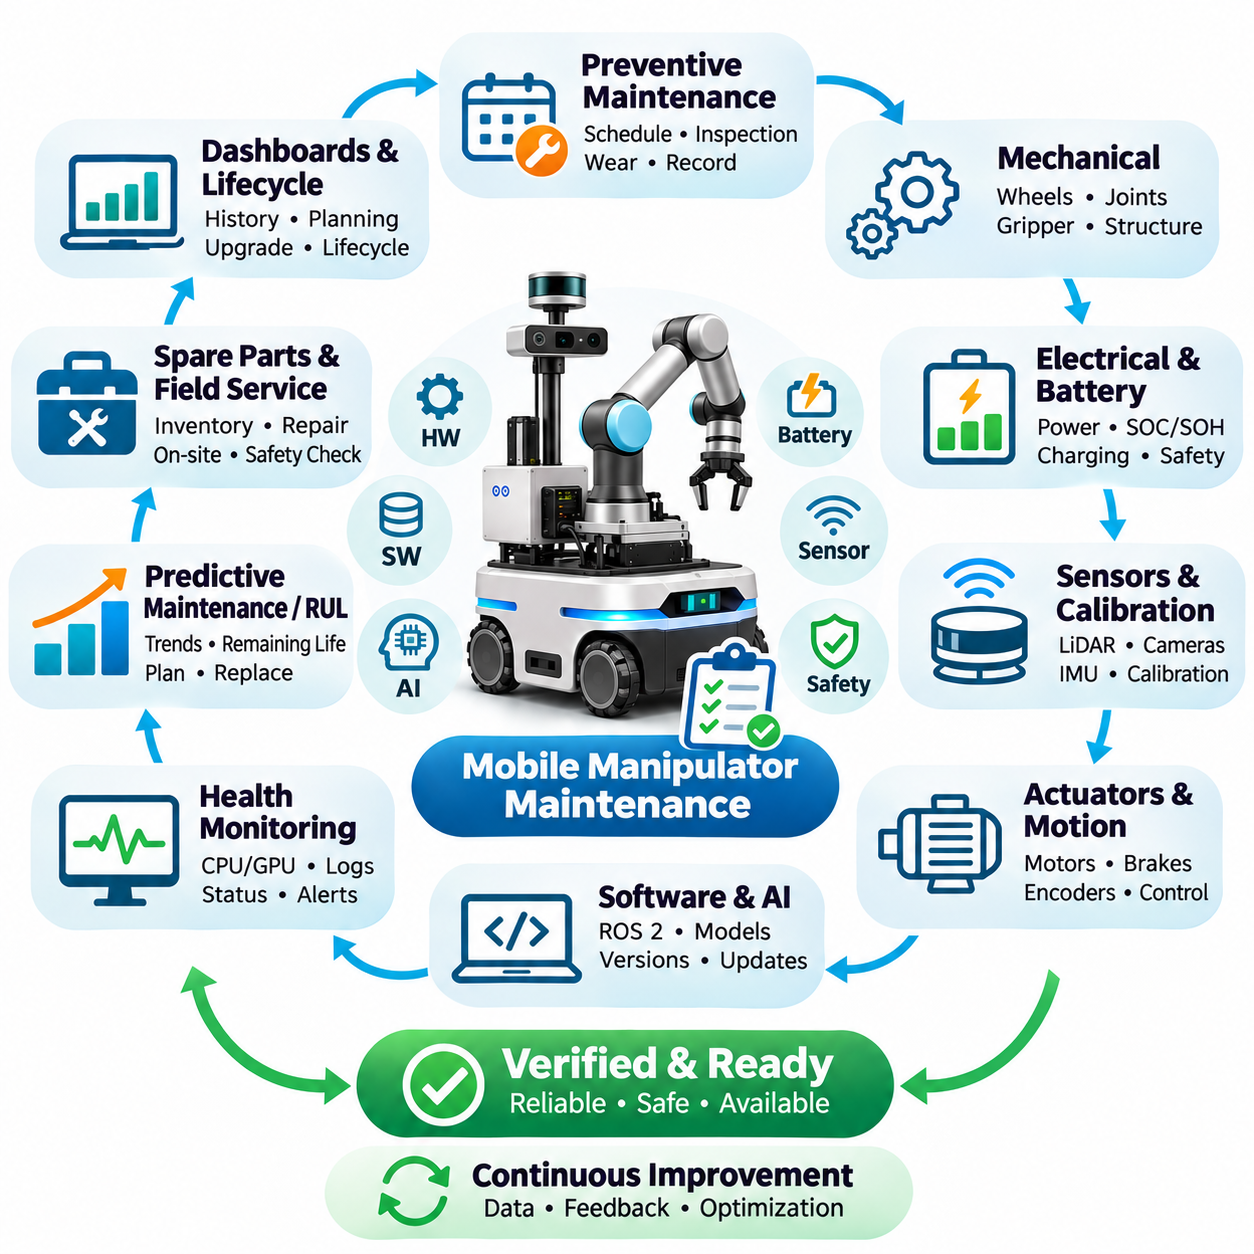 Preventive
Maintenance
Schedule • Inspection
Wear • Record
Mechanical
Wheels • Joints
Gripper • Structure
Electrical &
Battery
Power • SOC/SOH
Charging • Safety
Sensors &
Calibration
LiDAR • Cameras
IMU • Calibration
Actuators &
Motion
Motors • Brakes
Encoders • Control
Software & AI
ROS 2 • Models
Versions • Updates
Health
Monitoring
CPU/GPU • Logs
Status • Alerts
Predictive
Maintenance / RUL
Trends • Remaining Life
Plan • Replace
Spare Parts &
Field Service
Inventory • Repair
On-site • Safety Check
Dashboards &
Lifecycle
History • Planning
Upgrade • Lifecycle
HW
SW
AI
Battery
Sensor
Safety
Mobile Manipulator
Maintenance
Verified & Ready
Reliable • Safe • Available
Continuous Improvement
Data • Feedback • Optimization